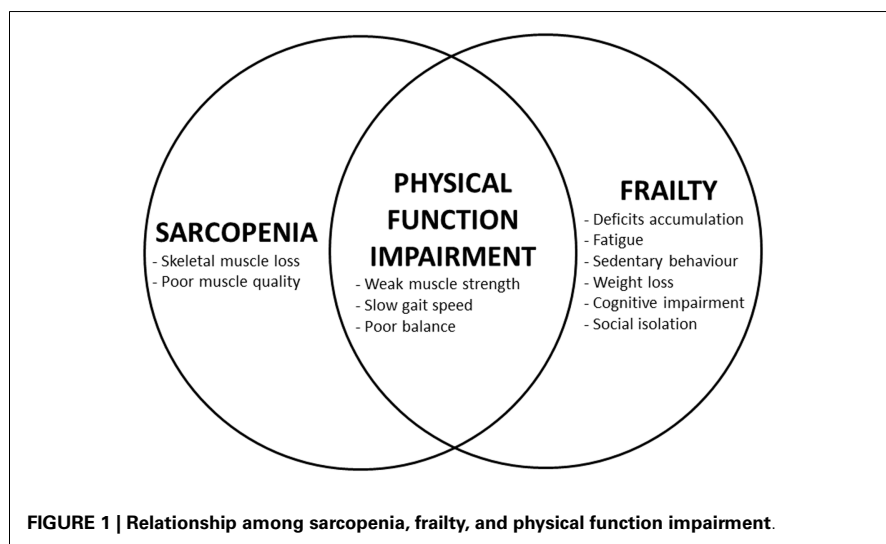 SARCOPENIA
- Skeletal muscle loss
- Poor muscle quality
PHYSICAL
FUNCTION
IMPAIRMENT
- Weak muscle strength
- Slow gait speed
- Poor balance
FRAILTY
- Deficits accumulation
- Fatigue
- Sedentary behaviour
- Weight loss
- Cognitive impairment
- Social isolation
FIGURE 1 | Relationship among sarcopenia, frailty, and physical function impairment.